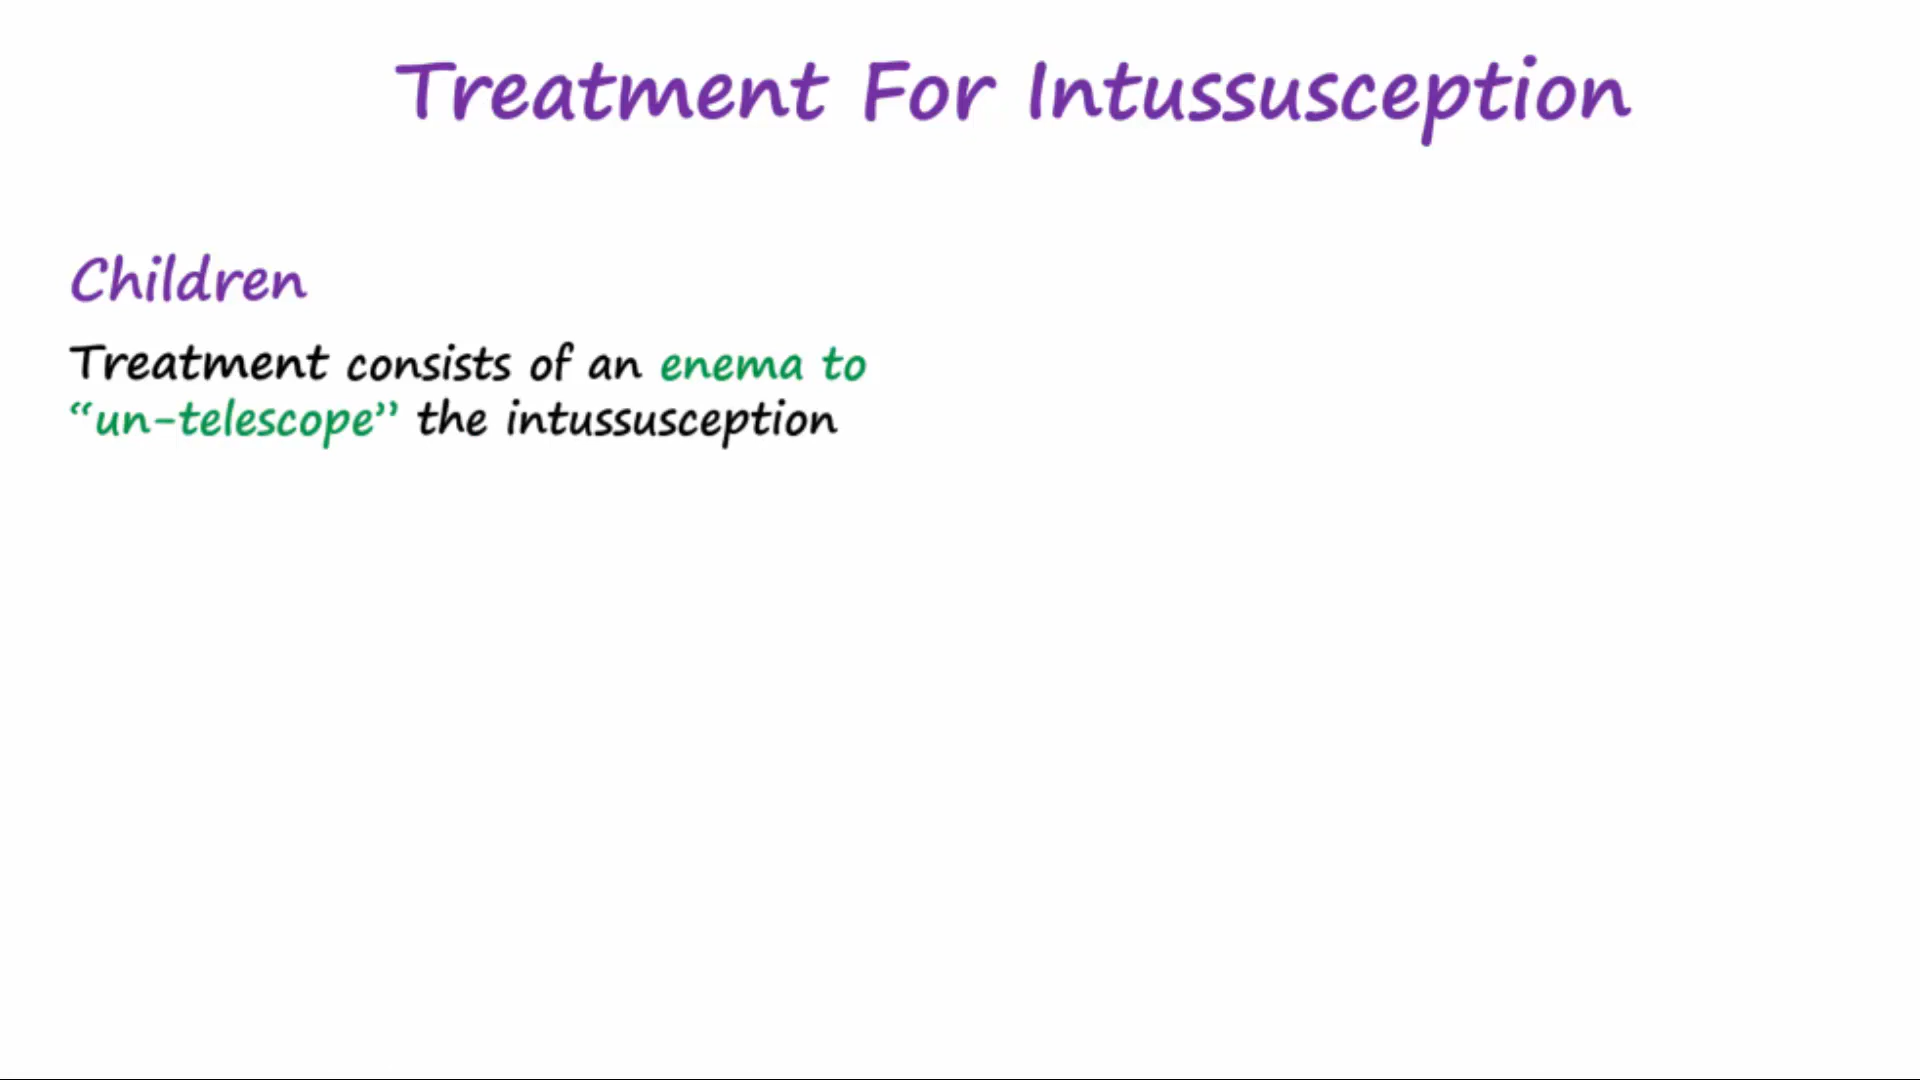 Treatment For Intussusception
Children
Treatment consists of an enema to
“un-telescope” the intussusception